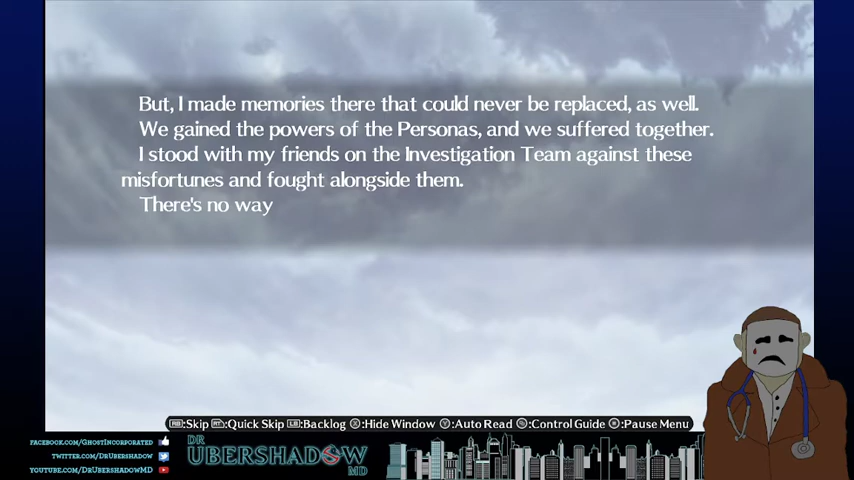 But, I made memories there that could never be replaced, as well.
We gained the powers of the Personas, and we suffered together.
I stood with my friends on the Investigation Team against these
misfortunes and fought alongside them.
There's no way
RB:Skip RT:Quick Skip LB:Backlog X:Hide Window Y:Auto Read :Control Guide :Pause Menu
facebook.com/GhostIncorporated
twitter.com/DrUbershadow
youtube.com/DrUbershadowMD
DR
UBERSHADOW
MD